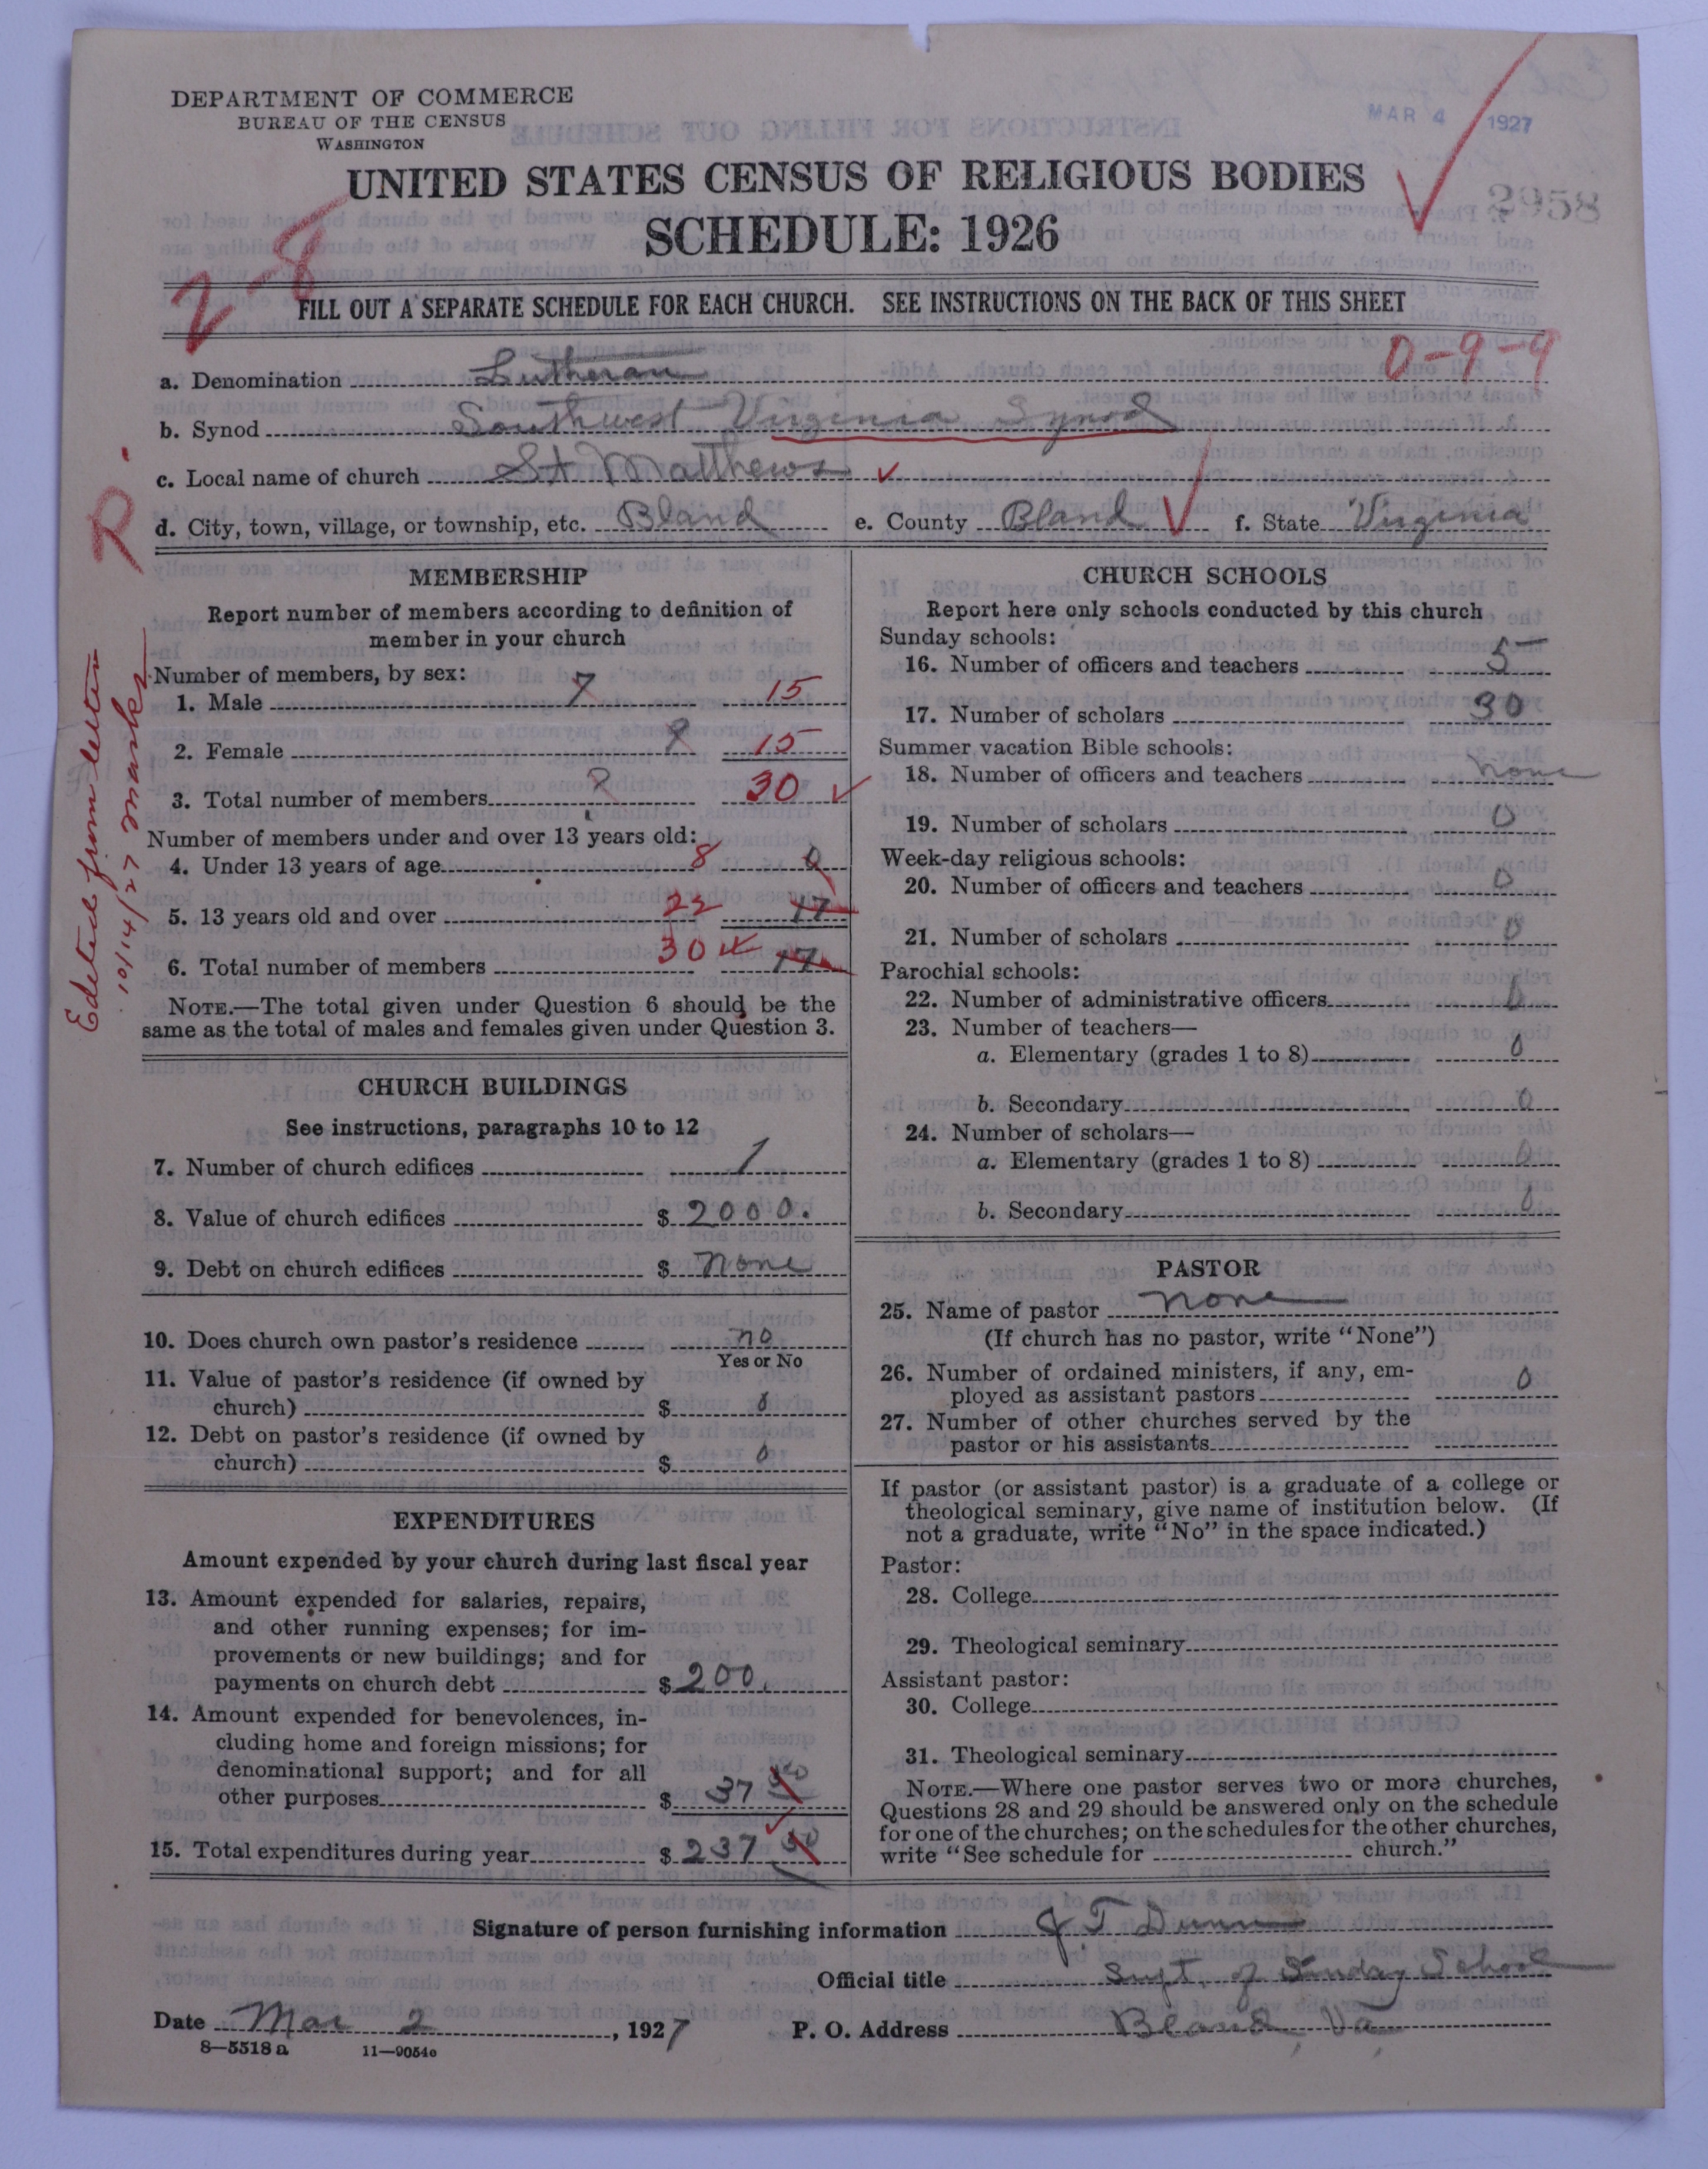 DEPARTMENT OF COMMERCE
BUREAU OF THE CENSUS
WASHINGTON
MAR 4 1927
2958
UNITED STATES CENSUS OF RELIGIOUS BODIES
SCHEDULE: 1926
2-8
FILL OUT A SEPARATE SCHEDULE FOR EACH CHURCH. SEE INSTRUCTIONS ON THE BACK OF THIS SHEET
0-9-9
a. Denomination Lutheran
b. Synod Southwest Virginia Synod
c. Local name of church St Matthews
d. City, town, village, or township, etc. Bland e. County Bland f. State Virginia
R.
Edited from letter
10/14/27
MEMBERSHIP
Report number of members according to definition of
member in your church
Number of members, by sex:
1. Male 7 15
2. Female 15
3. Total number of members 30
Number of members under and over 13 years old:
4. Under 13 years of age 8 0
5. 13 years old and over 22 17
6. Total number of members 30 17
NOTE.—The total given under Question 6 should be the
same as the total of males and females given under Question 3.
CHURCH BUILDINGS
See instructions, paragraphs 10 to 12
7. Number of church edifices 1
8. Value of church edifices $ 2000.
9. Debt on church edifices $ none
10. Does church own pastor's residence no
Yes or No
11. Value of pastor's residence (if owned by
church) $ 0
12. Debt on pastor's residence (if owned by
church) $ 0
EXPENDITURES
Amount expended by your church during last fiscal year
13. Amount expended for salaries, repairs,
and other running expenses; for im-
provements or new buildings; and for
payments on church debt $ 200.
14. Amount expended for benevolences, in-
cluding home and foreign missions; for
denominational support; and for all
other purposes $ 37
15. Total expenditures during year $ 237
CHURCH SCHOOLS
Report here only schools conducted by this church
Sunday schools:
16. Number of officers and teachers 5
17. Number of scholars 30
Summer vacation Bible schools:
18. Number of officers and teachers none
19. Number of scholars 0
Week-day religious schools:
20. Number of officers and teachers 0
21. Number of scholars 0
Parochial schools:
22. Number of administrative officers 0
23. Number of teachers—
a. Elementary (grades 1 to 8) 0
b. Secondary 0
24. Number of scholars—
a. Elementary (grades 1 to 8) 0
b. Secondary 0
PASTOR
25. Name of pastor none
(If church has no pastor, write "None")
26. Number of ordained ministers, if any, em-
ployed as assistant pastors 0
27. Number of other churches served by the
pastor or his assistants
If pastor (or assistant pastor) is a graduate of a college or
theological seminary, give name of institution below. (If
not a graduate, write "No" in the space indicated.)
Pastor:
28. College
29. Theological seminary
Assistant pastor:
30. College
31. Theological seminary
NOTE.—Where one pastor serves two or more churches,
Questions 28 and 29 should be answered only on the schedule
for one of the churches; on the schedules for the other churches,
write "See schedule for church."
Signature of person furnishing information J. T. Dunn
Official title Supt. of Sunday School
Date Mar 2, 1927 P. O. Address Bland, Va
8—5518 a 11—9054e